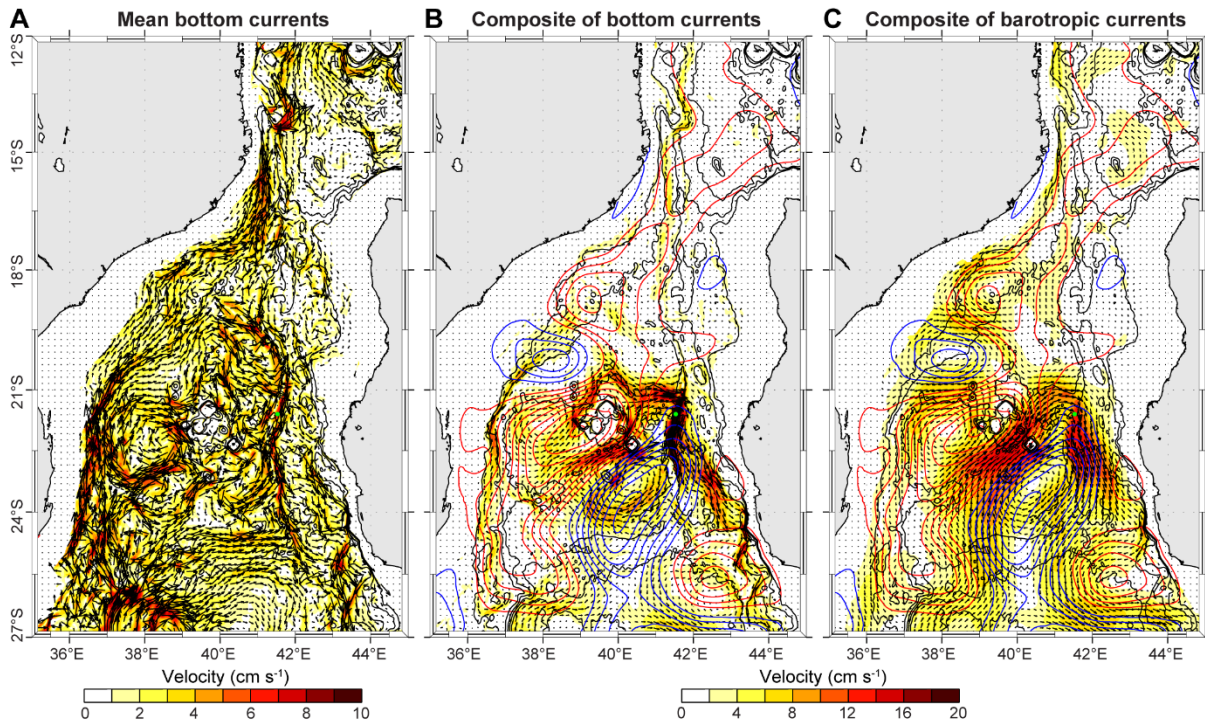 A Mean bottom currents
B Composite of bottom currents
C Composite of barotropic currents
12°S
15°S
18°S
21°S
24°S
27°S
36°E 38°E 40°E 42°E 44°E
36°E 38°E 40°E 42°E 44°E
36°E 38°E 40°E 42°E 44°E
Velocity (cm s⁻¹)
0 2 4 6 8 10
Velocity (cm s⁻¹)
0 4 8 12 16 20